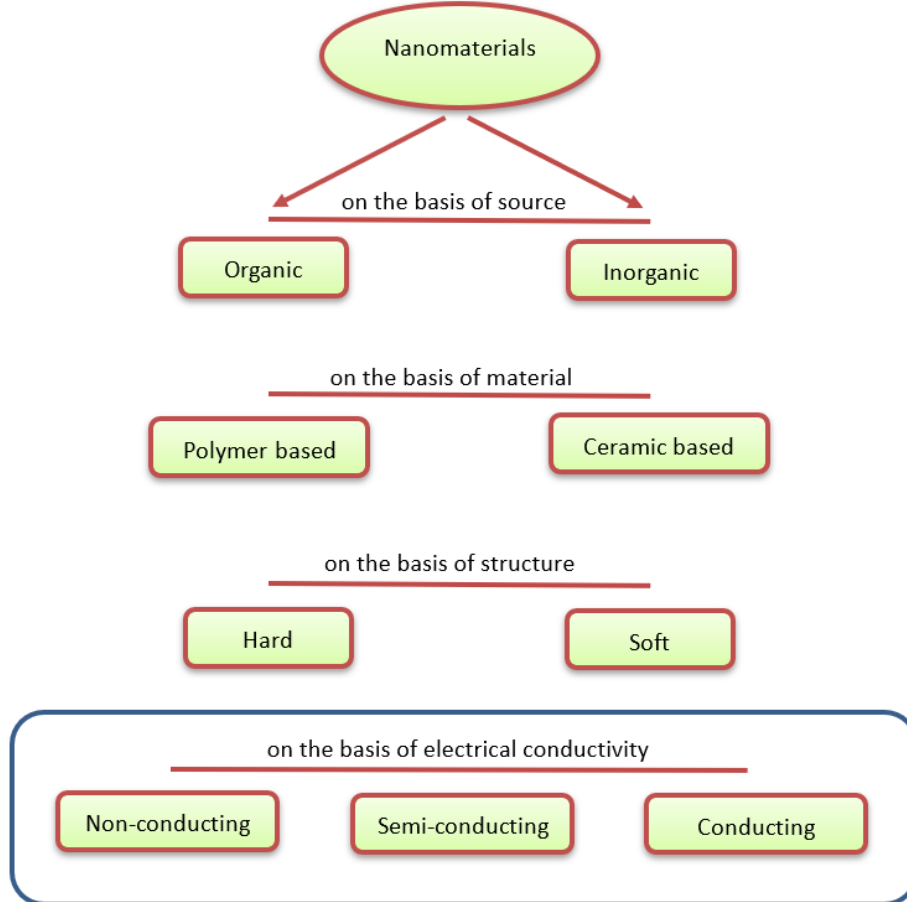 Nanomaterials
on the basis of source
Organic
Inorganic
on the basis of material
Polymer based
Ceramic based
on the basis of structure
Hard
Soft
on the basis of electrical conductivity
Non-conducting
Semi-conducting
Conducting